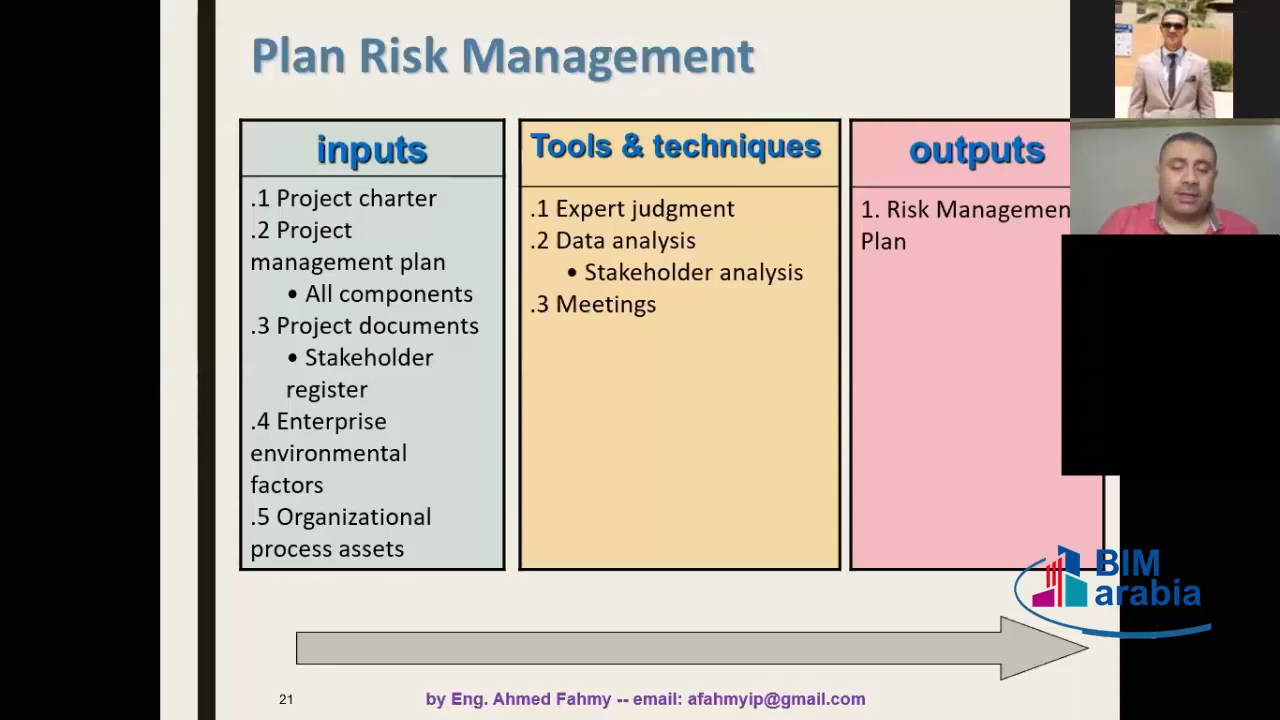 Plan Risk Management
inputs
.1 Project charter
.2 Project
management plan
• All components
.3 Project documents
• Stakeholder
register
.4 Enterprise
environmental
factors
.5 Organizational
process assets
Tools & techniques
.1 Expert judgment
.2 Data analysis
• Stakeholder analysis
.3 Meetings
outputs
1. Risk Managemen
Plan
BIM
arabia
21
by Eng. Ahmed Fahmy -- email: afahmyip@gmail.com